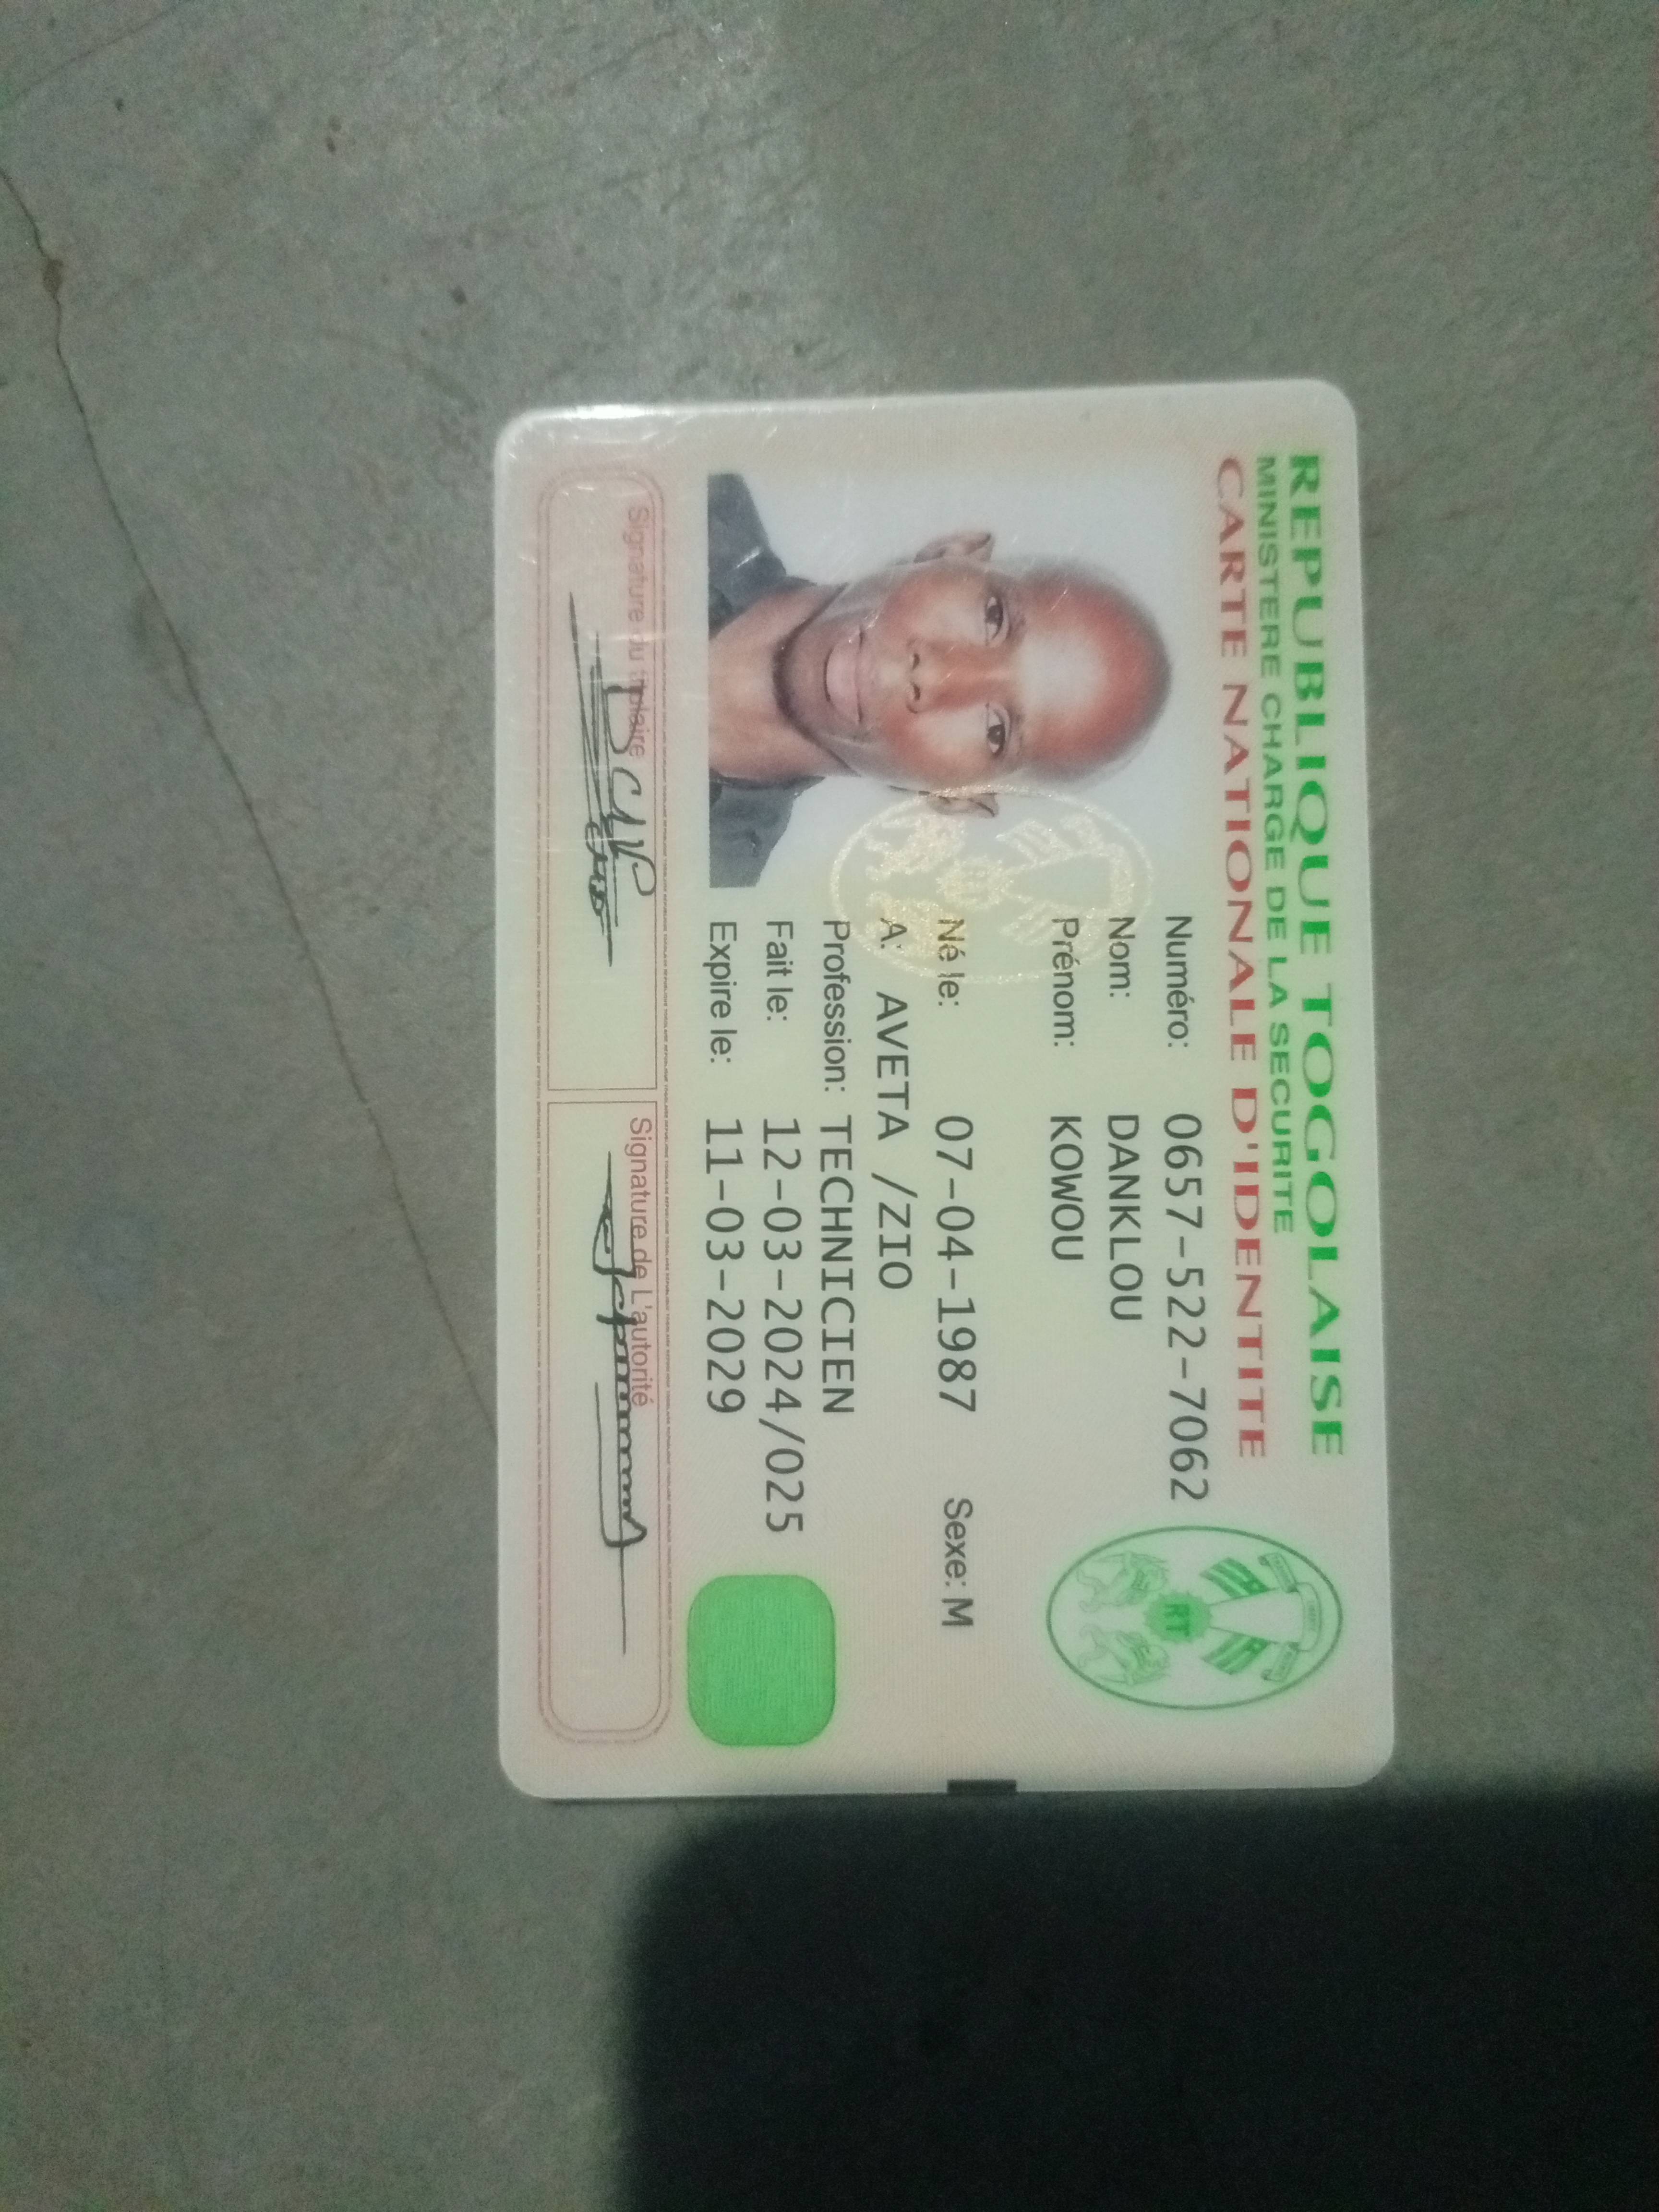 REPUBLIQUE TOGOLAISE
MINISTERE CHARGE DE LA SECURITE
CARTE NATIONALE D'IDENTITE
Numéro: 0657-522-7062
Nom: DANKLOU
Prénom: KOWOU
Né le: 07-04-1987 Sexe: M
A: AVETA /ZIO
Profession: TECHNICIEN
Fait le: 12-03-2024/025
Expire le: 11-03-2029
RT
Signature du titulaire
Signature de L'autorité